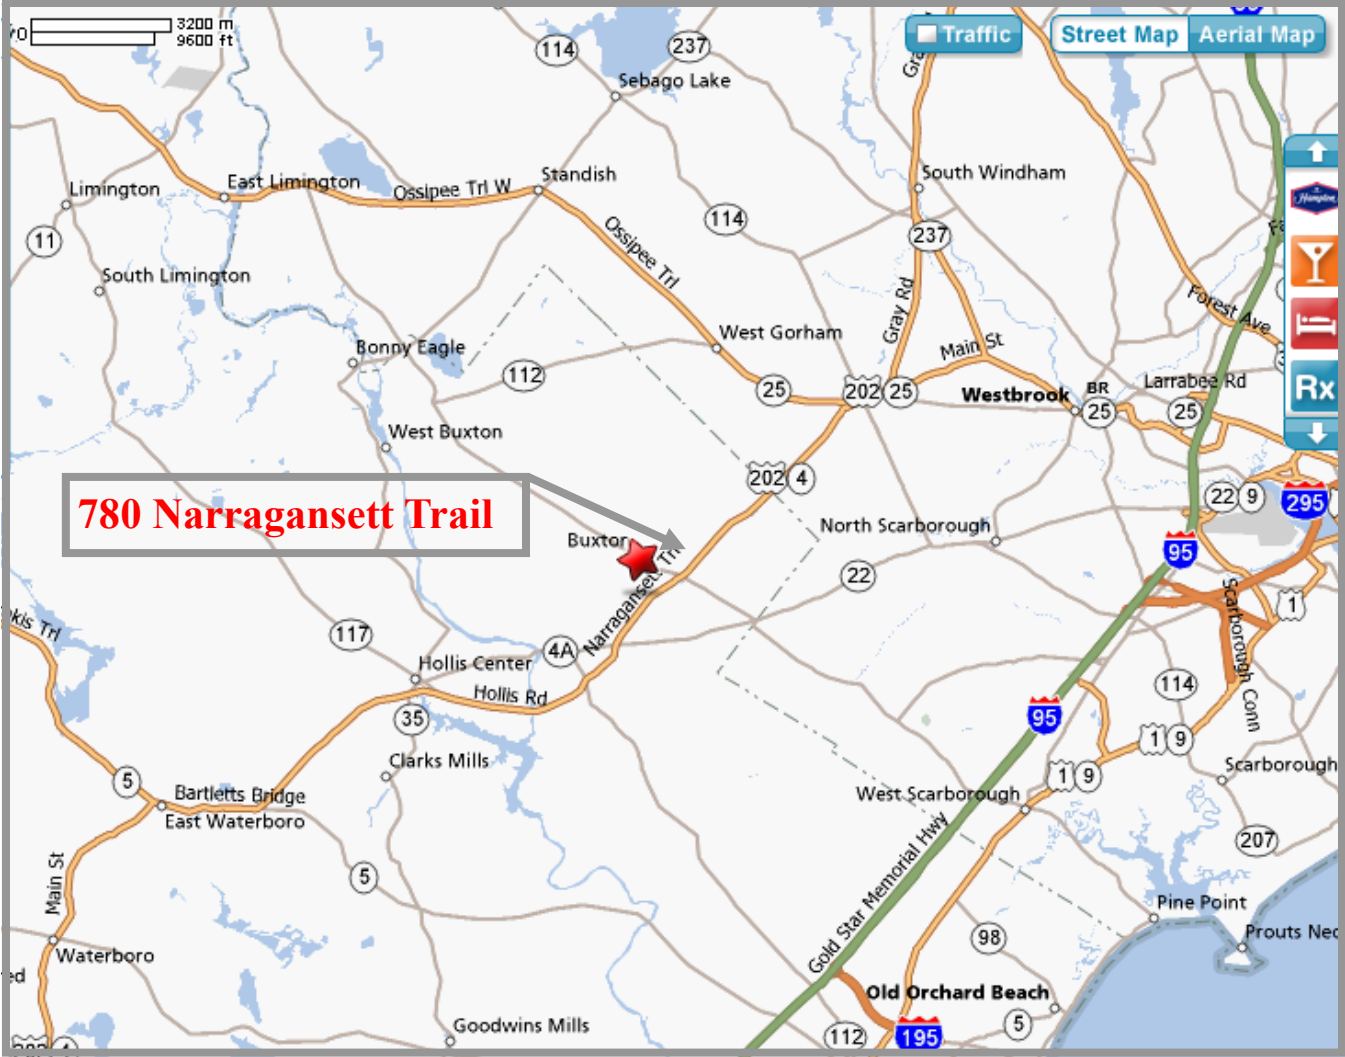 3200 m
9600 ft
Traffic
Street Map
Aerial Map
114
237
Sebago Lake
Limington
East Limington
Ossipee Trl W
Standish
South Windham
Hampton
11
114
237
South Limington
Ossipee Trl
Gray Rd
Forest Ave
Bonny Eagle
West Gorham
Main St
112
25
202
25
Westbrook
BR
25
Larrabee Rd
25
Rx
West Buxton
202
4
780 Narragansett Trail
Buxton
Narragansett Trl
North Scarborough
22
9
295
95
22
1
Scarborough Conn
117
4A
Hollis Center
Hollis Rd
35
114
95
1
9
Clarks Mills
5
Bartletts Bridge
East Waterboro
1
9
Scarborough
West Scarborough
207
Gold Star Memorial Hwy
Main St
5
Pine Point
98
Prouts Nec
Waterboro
Old Orchard Beach
Goodwins Mills
112
195
5